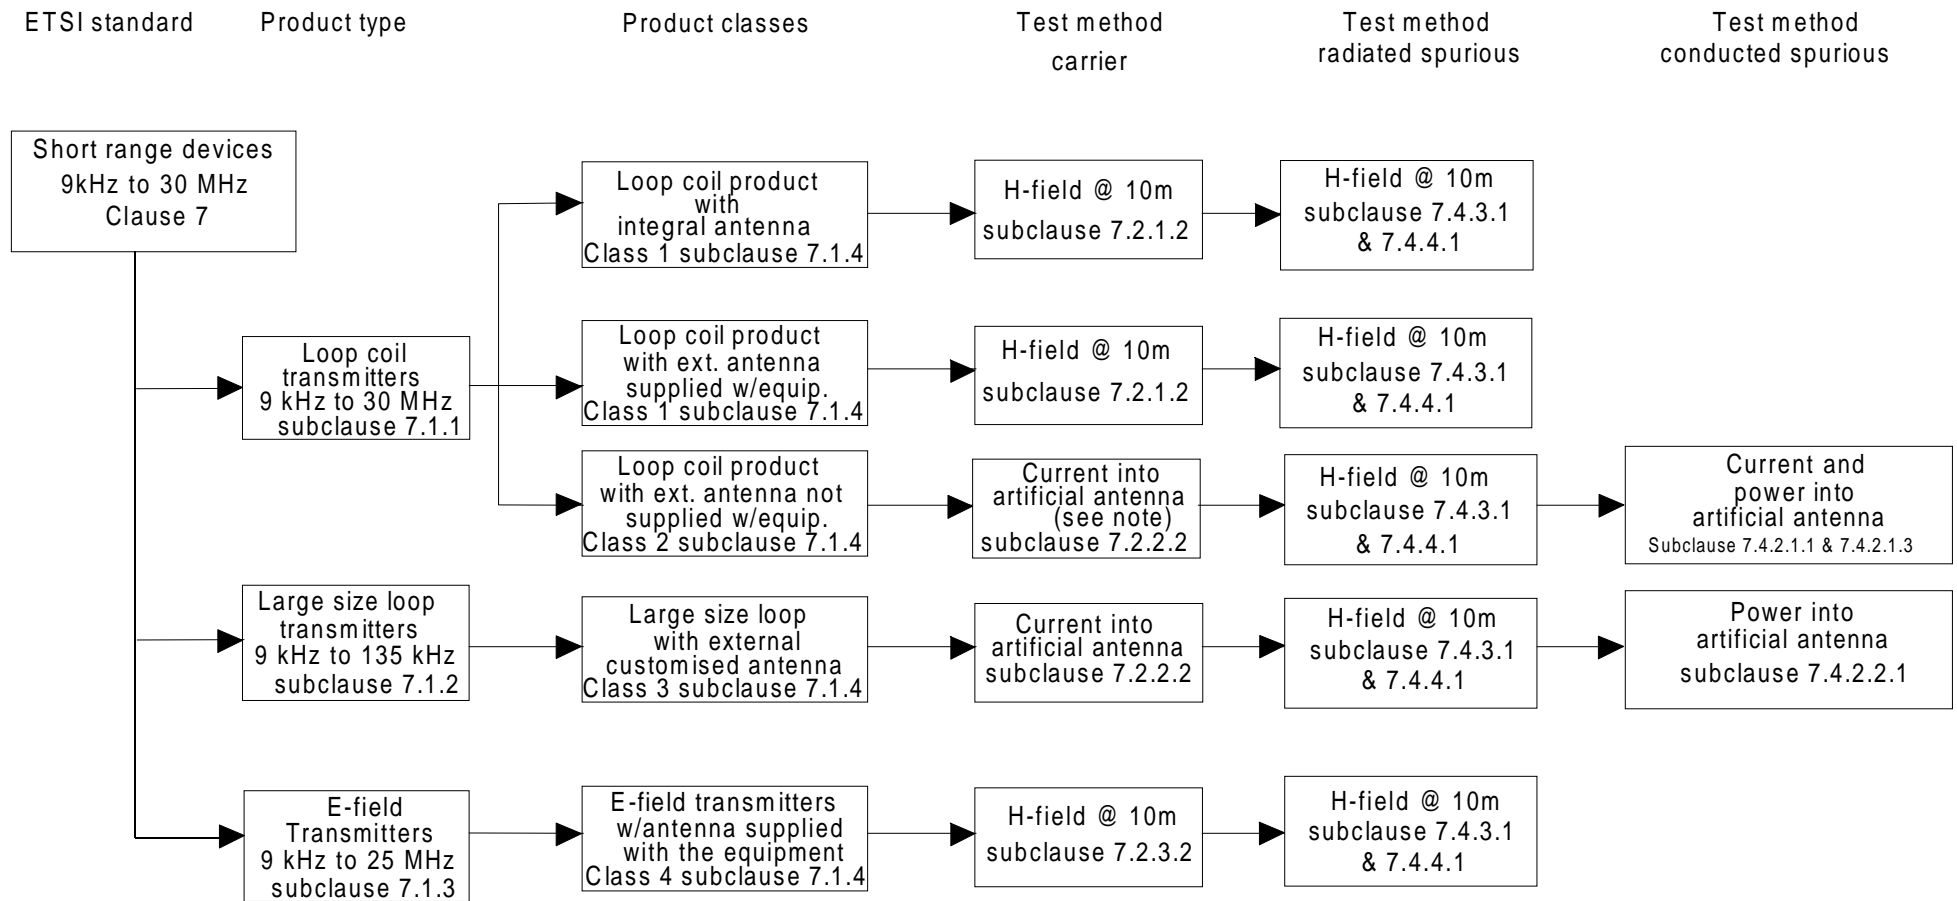 ETSI standard
Product type
Product classes
Test method
carrier
Test method
radiated spurious
Test method
conducted spurious
Short range devices
9kHz to 30 MHz
Clause 7
Loop coil
transmitters
9 kHz to 30 MHz
subclause 7.1.1
Loop coil product
with
integral antenna
Class 1 subclause 7.1.4
H-field @ 10m
subclause 7.2.1.2
H-field @ 10m
subclause 7.4.3.1
& 7.4.4.1
Loop coil product
with ext. antenna
supplied w/equip.
Class 1 subclause 7.1.4
H-field @ 10m
subclause 7.2.1.2
H-field @ 10m
subclause 7.4.3.1
& 7.4.4.1
Loop coil product
with ext. antenna not
supplied w/equip.
Class 2 subclause 7.1.4
Current into
artificial antenna
(see note)
subclause 7.2.2.2
H-field @ 10m
subclause 7.4.3.1
& 7.4.4.1
Current and
power into
artificial antenna
Subclause 7.4.2.1.1 & 7.4.2.1.3
Large size loop
transmitters
9 kHz to 135 kHz
subclause 7.1.2
Large size loop
with external
customised antenna
Class 3 subclause 7.1.4
Current into
artificial antenna
subclause 7.2.2.2
H-field @ 10m
subclause 7.4.3.1
& 7.4.4.1
Power into
artificial antenna
subclause 7.4.2.2.1
E-field
Transmitters
9 kHz to 25 MHz
subclause 7.1.3
E-field transmitters
w/antenna supplied
with the equipment
Class 4 subclause 7.1.4
H-field @ 10m
subclause 7.2.3.2
H-field @ 10m
subclause 7.4.3.1
& 7.4.4.1